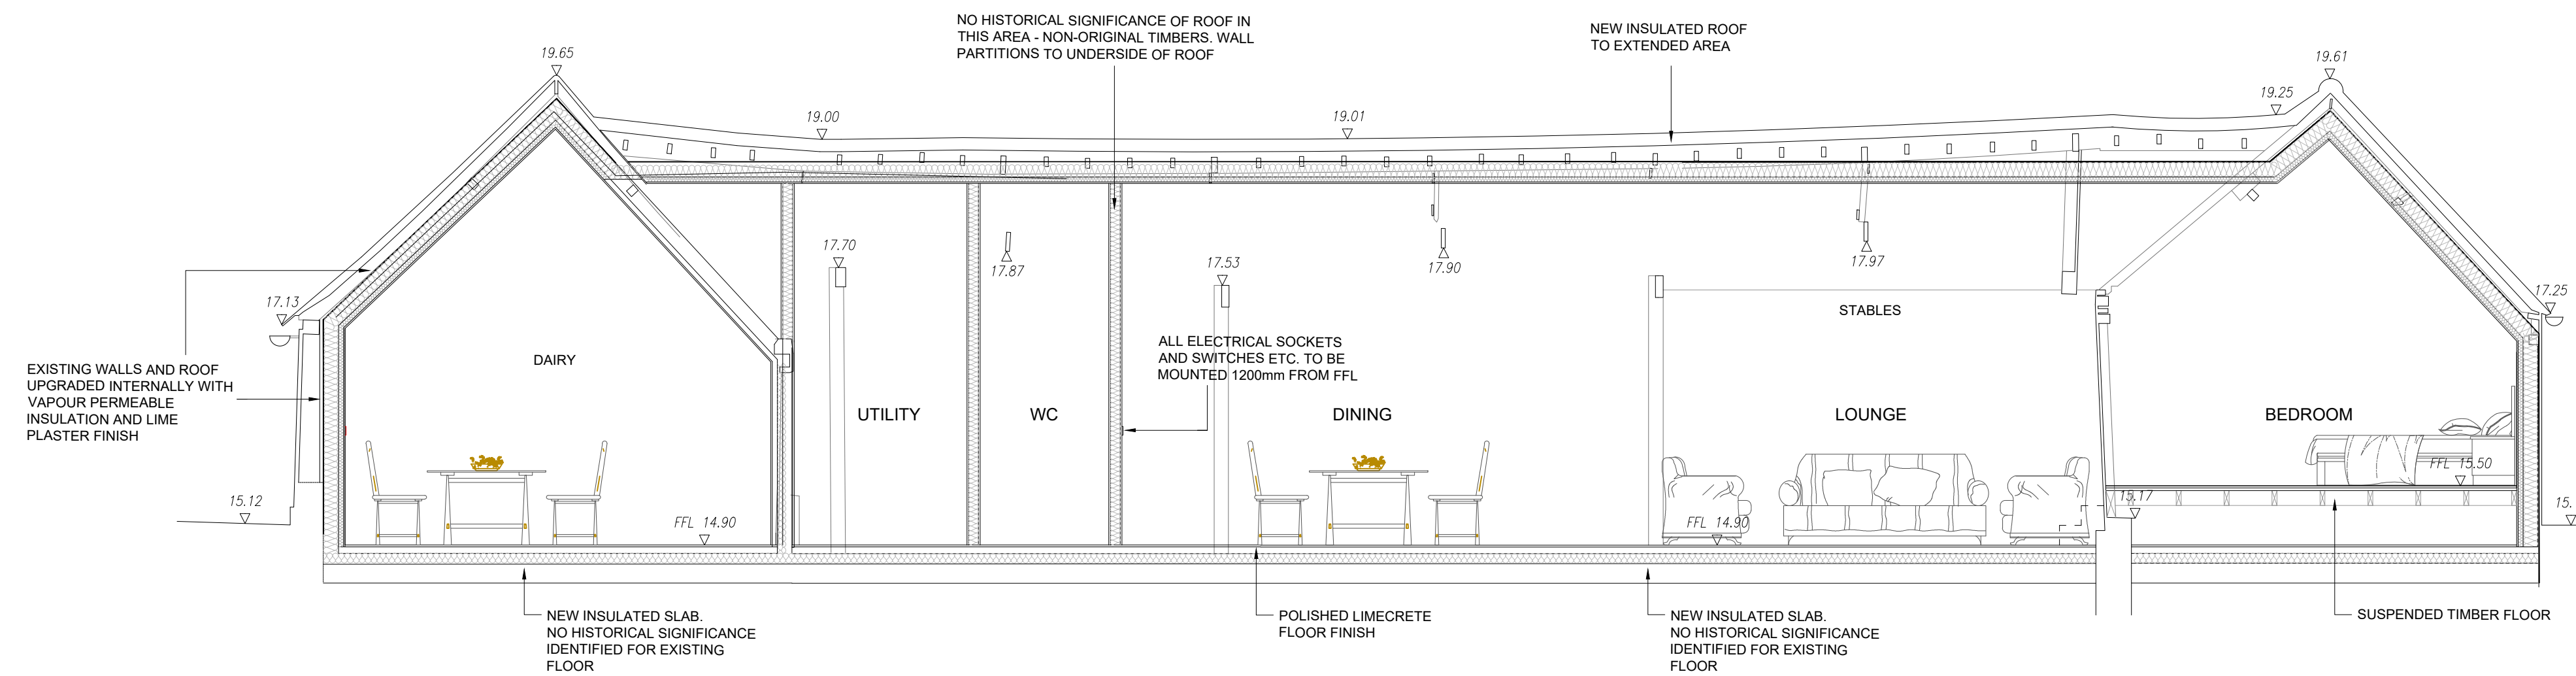 NO HISTORICAL SIGNIFICANCE OF ROOF IN
THIS AREA - NON-ORIGINAL TIMBERS. WALL
PARTITIONS TO UNDERSIDE OF ROOF
NEW INSULATED ROOF
TO EXTENDED AREA
19.65
19.00
19.01
19.25
19.61
17.13
17.70
17.87
17.53
17.90
17.97
17.25
STABLES
DAIRY
ALL ELECTRICAL SOCKETS
AND SWITCHES ETC. TO BE
MOUNTED 1200mm FROM FFL
EXISTING WALLS AND ROOF
UPGRADED INTERNALLY WITH
VAPOUR PERMEABLE
INSULATION AND LIME
PLASTER FINISH
UTILITY
WC
DINING
LOUNGE
BEDROOM
15.12
FFL 14.90
FFL 14.90
15.17
FFL 15.50
15.
NEW INSULATED SLAB.
NO HISTORICAL SIGNIFICANCE
IDENTIFIED FOR EXISTING
FLOOR
POLISHED LIMECRETE
FLOOR FINISH
NEW INSULATED SLAB.
NO HISTORICAL SIGNIFICANCE
IDENTIFIED FOR EXISTING
FLOOR
SUSPENDED TIMBER FLOOR